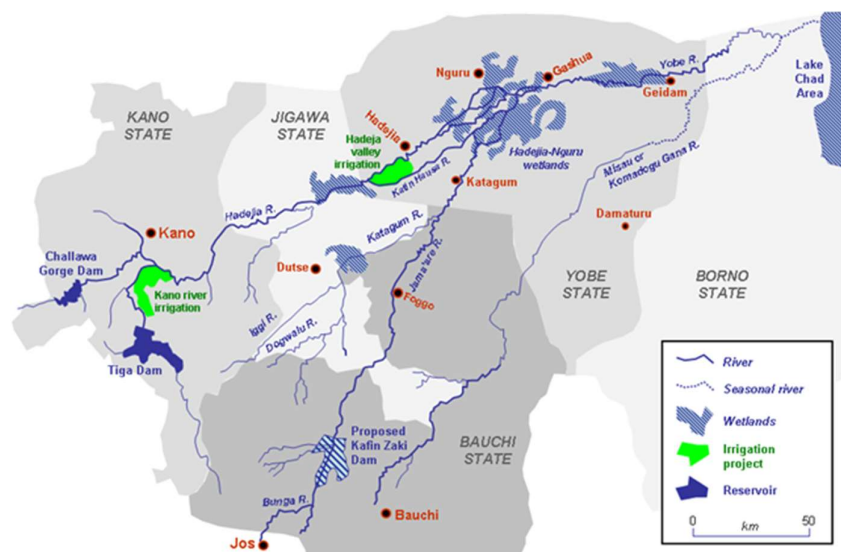 Nguru
Gashua
Yobe R.
Geidam
Lake
Chad
Area
KANO
STATE
JIGAWA
STATE
Hadejia
Hadeja
valley
irrigation
Kafin Hausa R.
Hadejia-Nguru
wetlands
Misau or
Komadogu Gana R.
Katagum
Hadejia R.
Kano
Katagum R.
Damaturu
Challawa
Gorge Dam
Dutse
Jama'are R.
YOBE
STATE
BORNO
STATE
Kano river
irrigation
Foggo
Iggi R.
Dogwalu R.
Tiga Dam
River
Seasonal river
Wetlands
Irrigation
project
Reservoir
0 50
km
Proposed
Kafin Zaki
Dam
BAUCHI
STATE
Bunga R.
Bauchi
Jos